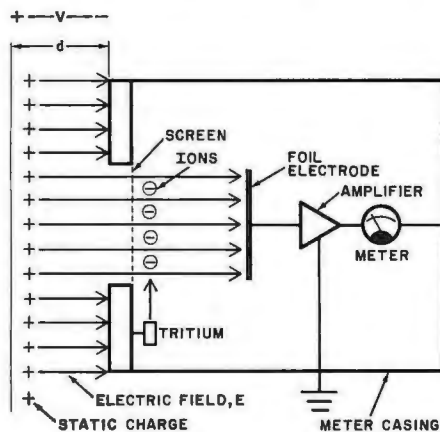 + – V – –
d
SCREEN
IONS
FOIL
ELECTRODE
AMPLIFIER
METER
TRITIUM
ELECTRIC FIELD, E
STATIC CHARGE
METER CASING